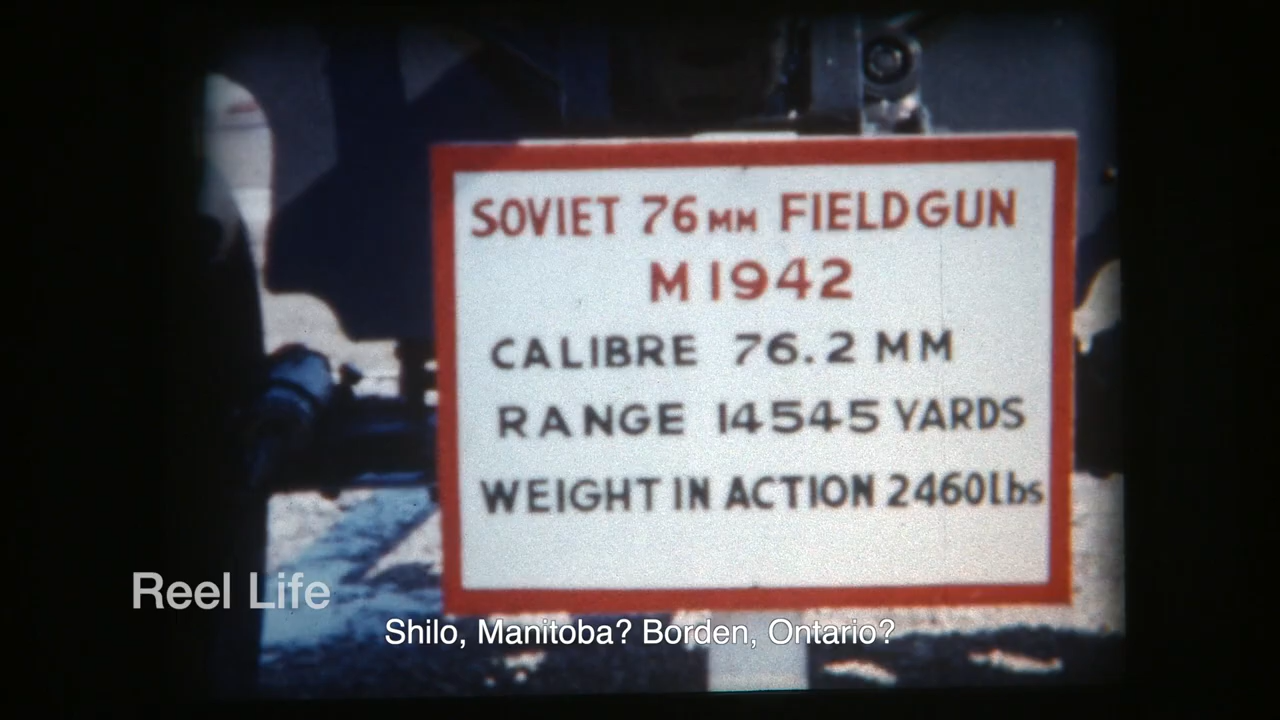 SOVIET 76MM FIELDGUN
M 1942
CALIBRE 76.2 MM
RANGE 14545 YARDS
WEIGHT IN ACTION 2460Lbs
Reel Life
Shilo, Manitoba? Borden, Ontario?